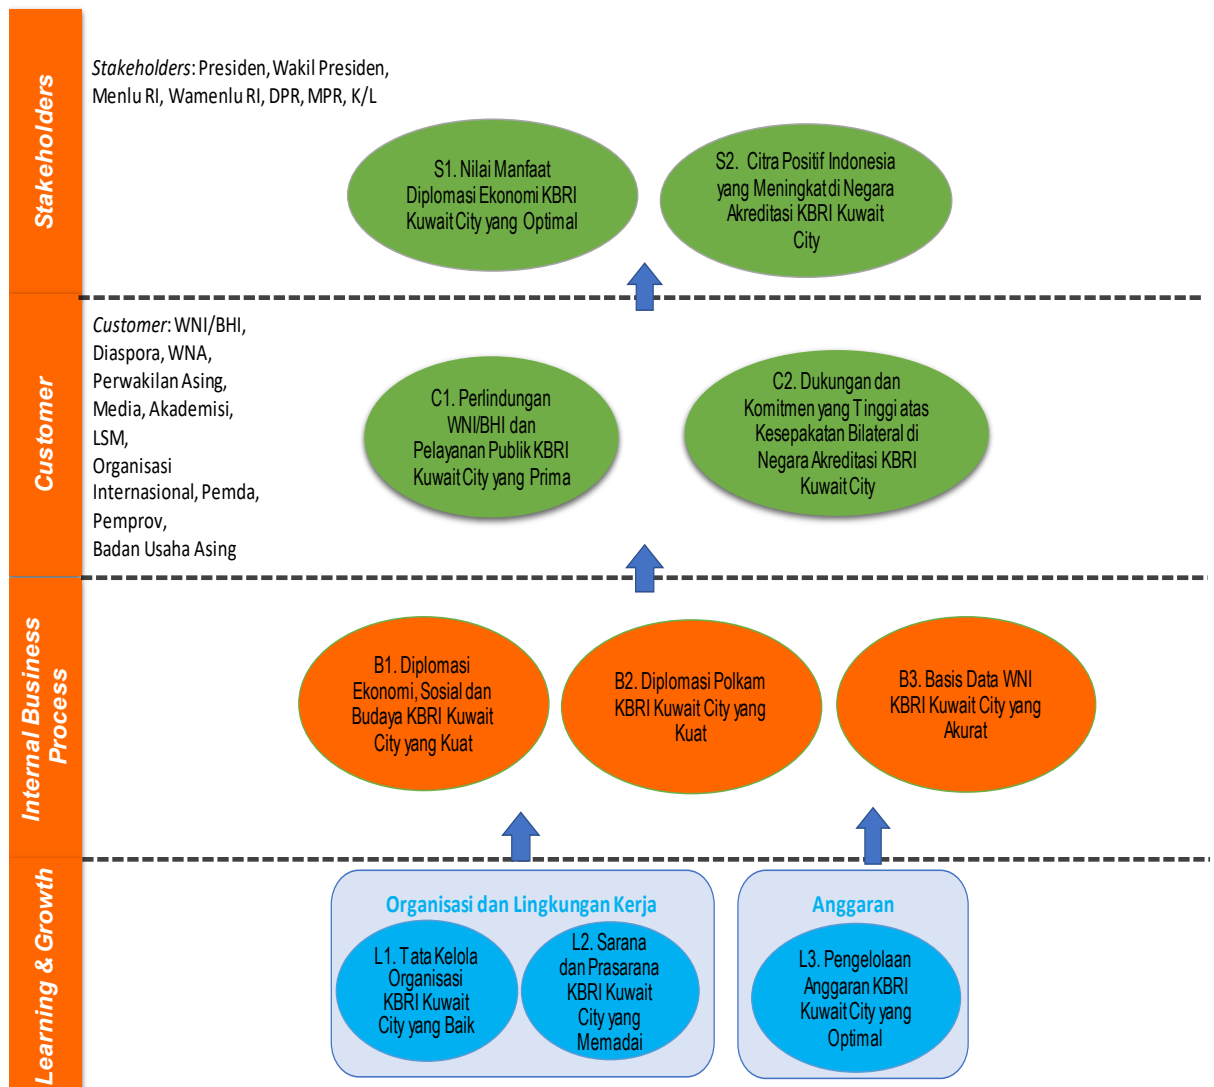 Stakeholders
Stakeholders: Presiden, Wakil Presiden,
Menlu RI, Wamenlu RI, DPR, MPR, K/L
S1. Nilai Manfaat
Diplomasi Ekonomi KBRI
Kuwait City yang Optimal
S2. Citra Positif Indonesia
yang Meningkat di Negara
Akreditasi KBRI Kuwait
City
Customer
Customer: WNI/BHI,
Diaspora, WNA,
Perwakilan Asing,
Media, Akademisi,
LSM,
Organisasi
Internasional, Pemda,
Pemprov,
Badan Usaha Asing
C1. Perlindungan
WNI/BHI dan
Pelayanan Publik KBRI
Kuwait City yang Prima
C2. Dukungan dan
Komitmen yang Tinggi atas
Kesepakatan Bilateral di
Negara Akreditasi KBRI
Kuwait City
Internal Business
Process
B1. Diplomasi
Ekonomi, Sosial dan
Budaya KBRI Kuwait
City yang Kuat
B2. Diplomasi Polkam
KBRI Kuwait City yang
Kuat
B3. Basis Data WNI
KBRI Kuwait City yang
Akurat
Learning & Growth
Organisasi dan Lingkungan Kerja
L1. Tata Kelola
Organisasi
KBRI Kuwait
City yang Baik
L2. Sarana
dan Prasarana
KBRI Kuwait
City yang
Memadai
Anggaran
L3. Pengelolaan
Anggaran KBRI
Kuwait City yang
Optimal